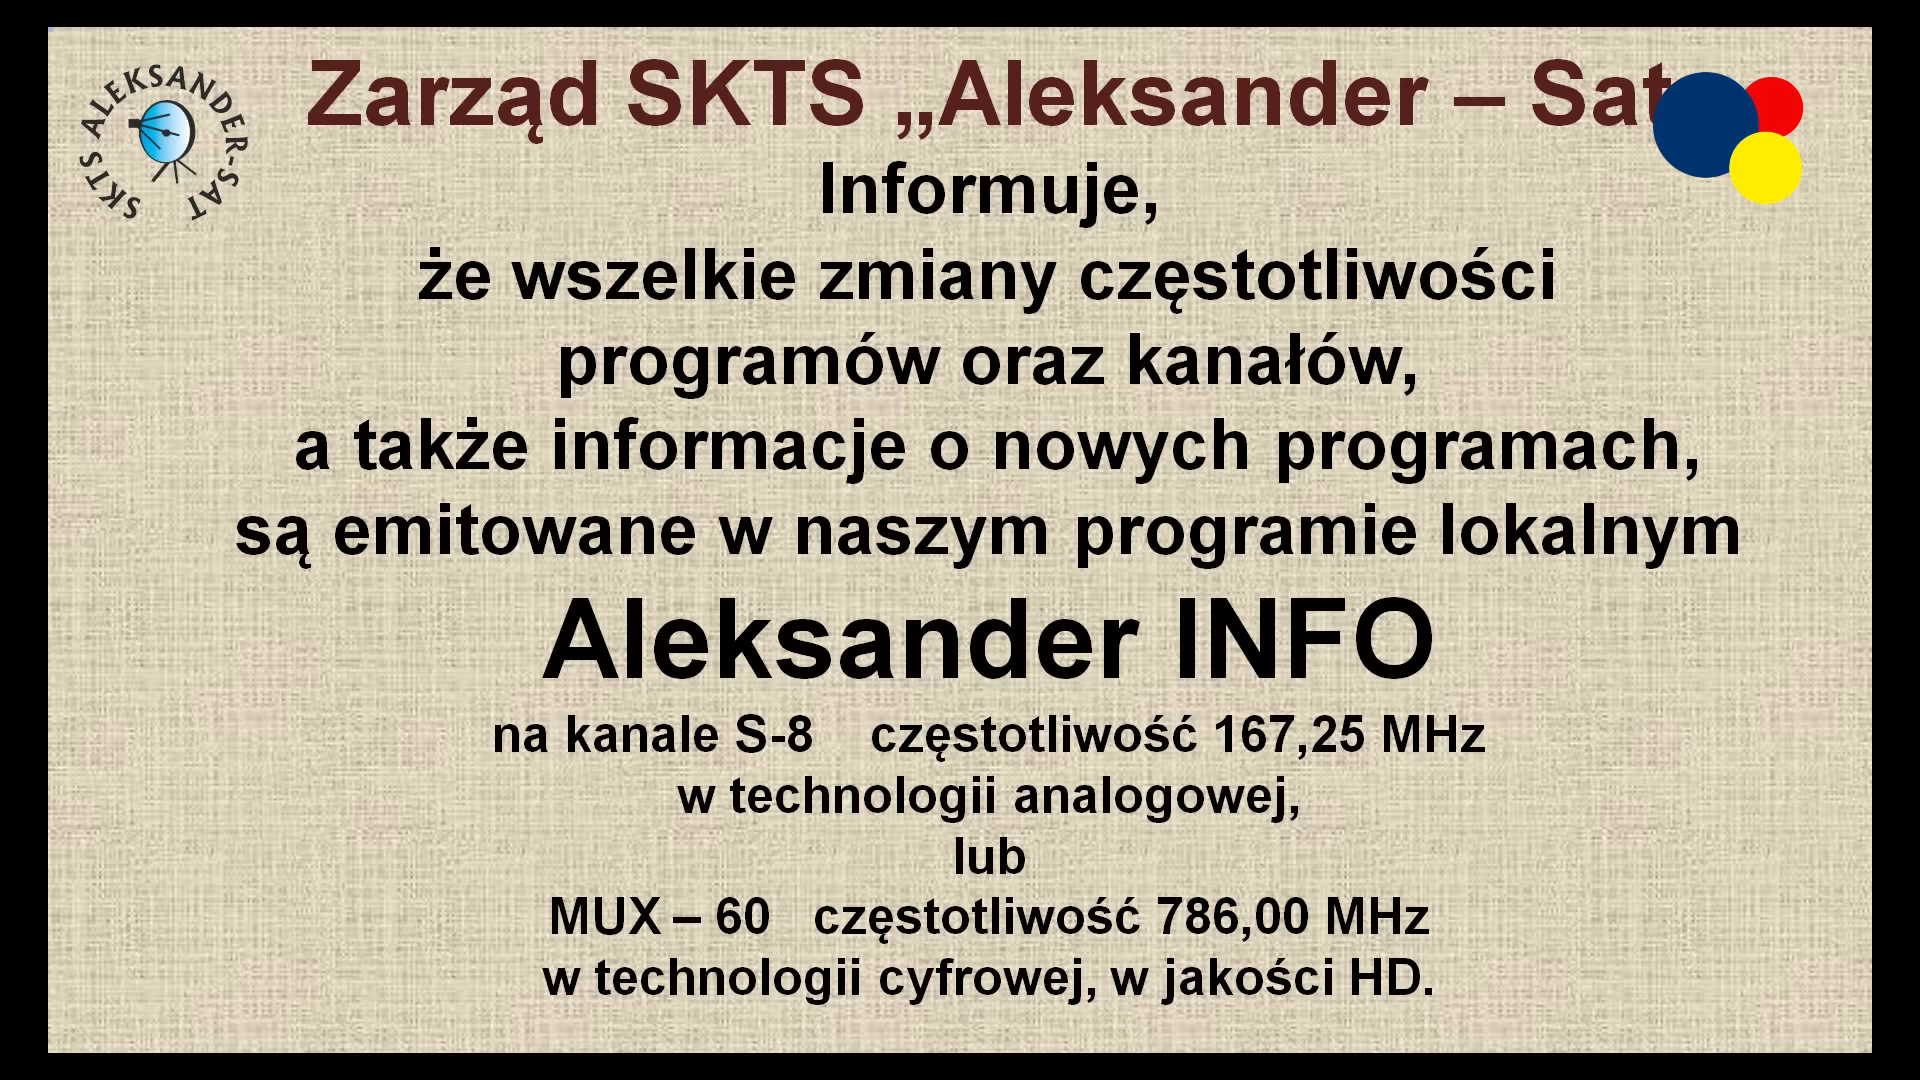 SKTS ALEKSANDER-SAT
Zarząd SKTS „Aleksander – Sat
Informuje,
że wszelkie zmiany częstotliwości
programów oraz kanałów,
a także informacje o nowych programach,
są emitowane w naszym programie lokalnym
Aleksander INFO
na kanale S-8 częstotliwość 167,25 MHz
w technologii analogowej,
lub
MUX – 60 częstotliwość 786,00 MHz
w technologii cyfrowej, w jakości HD.